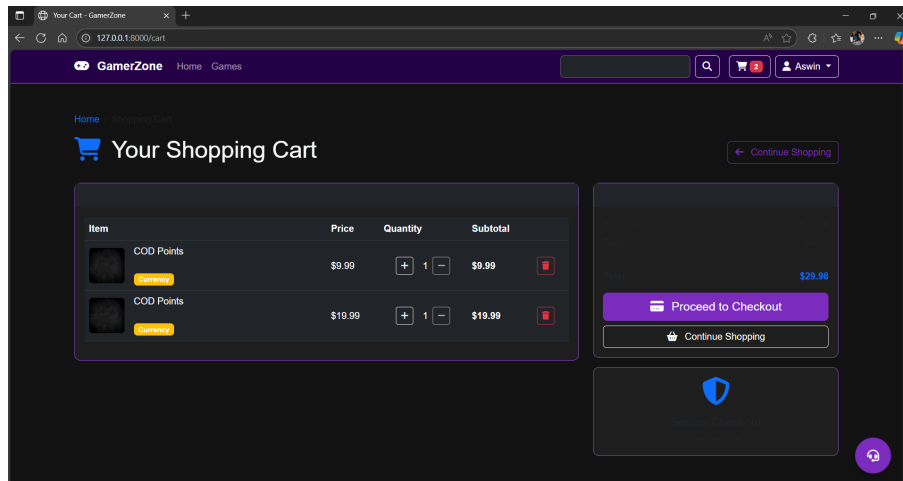 Your Cart - GamerZone
127.0.0.1:8000/cart
GamerZone Home Games
2 Aswin
Home Shopping Cart
Your Shopping Cart
Continue Shopping
Item Price Quantity Subtotal
COD Points
Currency
$9.99 + 1 − $9.99
COD Points
Currency
$19.99 + 1 − $19.99
$29.98
Proceed to Checkout
Continue Shopping